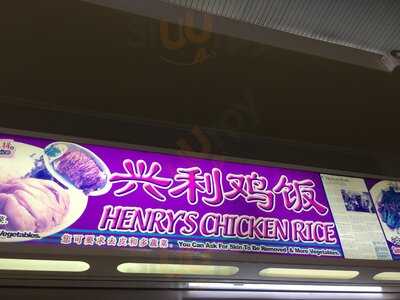 兴利鸡饭
HENRY'S CHICKEN RICE
您可要求去皮和多蔬菜. You Can Ask For Skin To Be Removed & More Vegetables.
Vegetables.